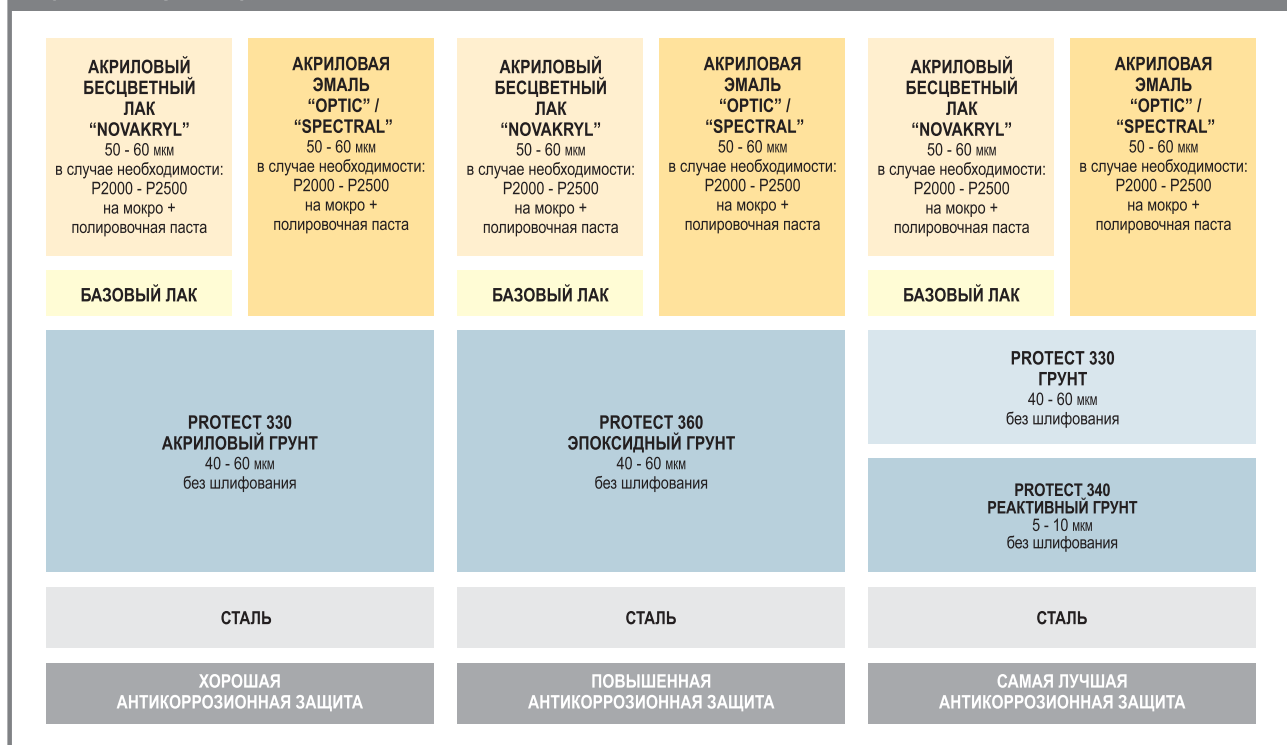 АКРИЛОВЫЙ
БЕСЦВЕТНЫЙ
ЛАК
“NOVAKRYL”
50 - 60 мкм
в случае необходимости:
P2000 - P2500
на мокро +
полировочная паста
АКРИЛОВАЯ
ЭМАЛЬ
“OPTIC” /
“SPECTRAL”
50 - 60 мкм
в случае необходимости:
P2000 - P2500
на мокро +
полировочная паста
АКРИЛОВЫЙ
БЕСЦВЕТНЫЙ
ЛАК
“NOVAKRYL”
50 - 60 мкм
в случае необходимости:
P2000 - P2500
на мокро +
полировочная паста
АКРИЛОВАЯ
ЭМАЛЬ
“OPTIC” /
“SPECTRAL”
50 - 60 мкм
в случае необходимости:
P2000 - P2500
на мокро +
полировочная паста
АКРИЛОВЫЙ
БЕСЦВЕТНЫЙ
ЛАК
“NOVAKRYL”
50 - 60 мкм
в случае необходимости:
P2000 - P2500
на мокро +
полировочная паста
АКРИЛОВАЯ
ЭМАЛЬ
“OPTIC” /
“SPECTRAL”
50 - 60 мкм
в случае необходимости:
P2000 - P2500
на мокро +
полировочная паста
БАЗОВЫЙ ЛАК
БАЗОВЫЙ ЛАК
БАЗОВЫЙ ЛАК
PROTECT 330
АКРИЛОВЫЙ ГРУНТ
40 - 60 мкм
без шлифования
PROTECT 360
ЭПОКСИДНЫЙ ГРУНТ
40 - 60 мкм
без шлифования
PROTECT 330
ГРУНТ
40 - 60 мкм
без шлифования
PROTECT 340
РЕАКТИВНЫЙ ГРУНТ
5 - 10 мкм
без шлифования
СТАЛЬ
СТАЛЬ
СТАЛЬ
ХОРОШАЯ
АНТИКОРРОЗИОННАЯ ЗАЩИТА
ПОВЫШЕННАЯ
АНТИКОРРОЗИОННАЯ ЗАЩИТА
САМАЯ ЛУЧШАЯ
АНТИКОРРОЗИОННАЯ ЗАЩИТА